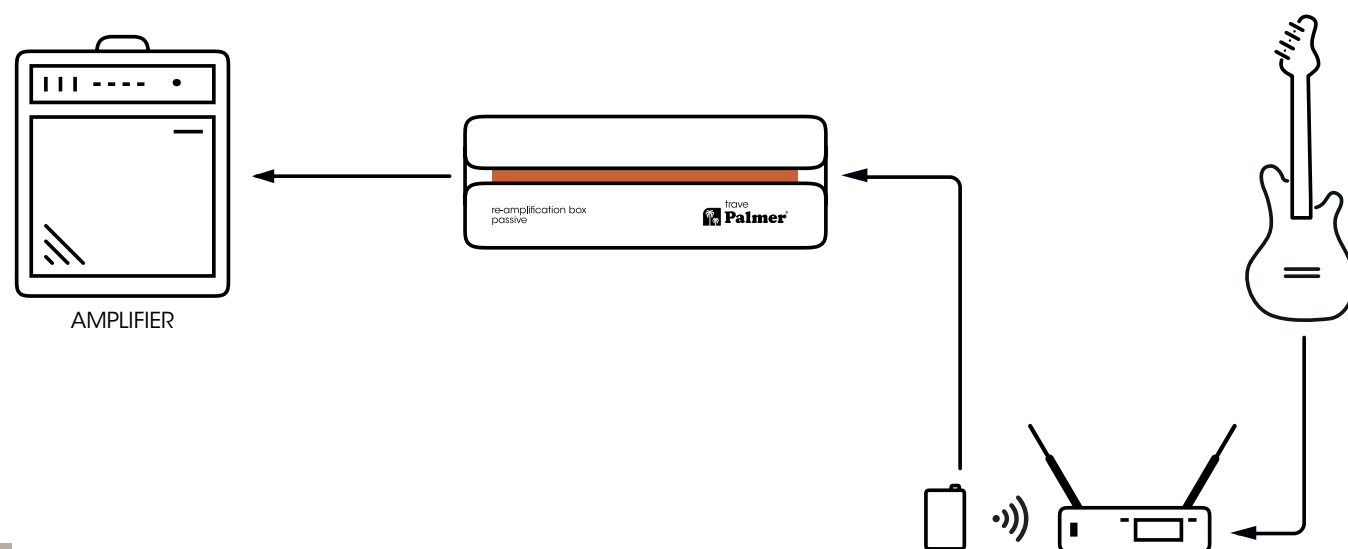 re-amplification box
passive
trave
Palmer®
AMPLIFIER